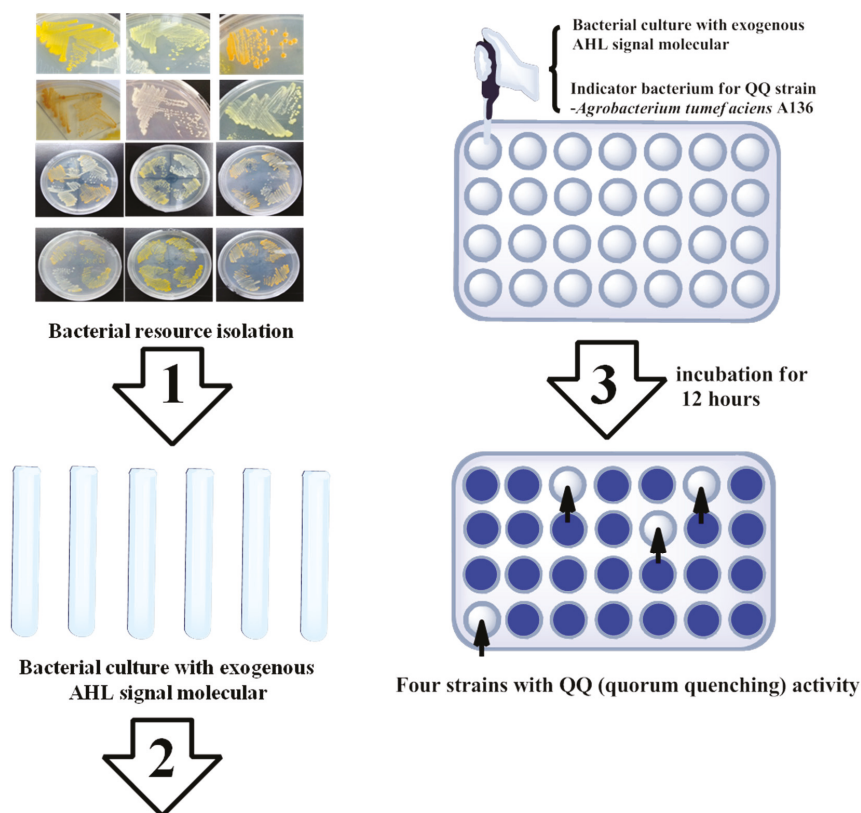 Bacterial resource isolation
1
Bacterial culture with exogenous
AHL signal molecular
2
Bacterial culture with exogenous
AHL signal molecular
Indicator bacterium for QQ strain
-Agrobacterium tumef aciens A136
3
incubation for
12 hours
Four strains with QQ (quorum quenching) activity